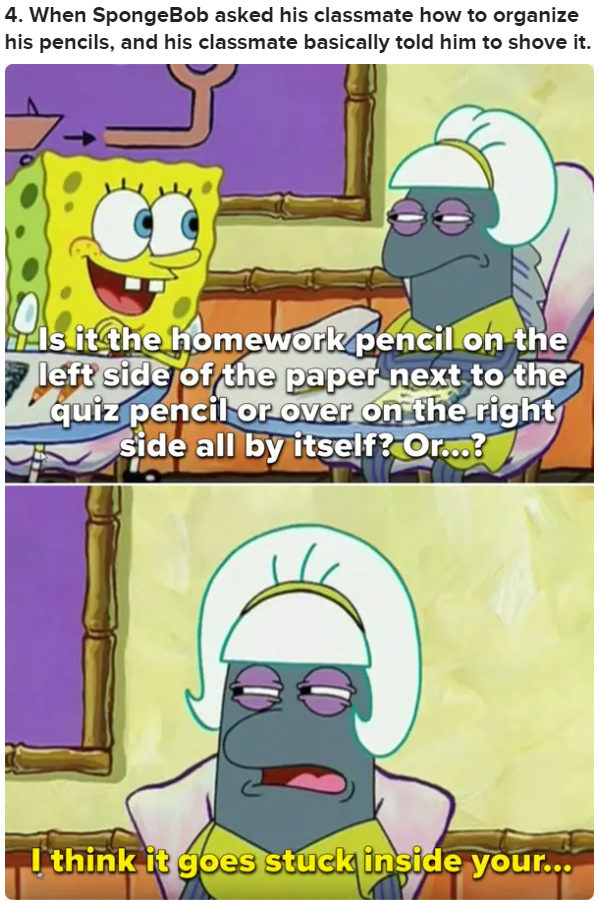 4. When SpongeBob asked his classmate how to organize
his pencils, and his classmate basically told him to shove it.
Is it the homework pencil on the
left side of the paper next to the
quiz pencil or over on the right
side all by itself? Or...?
I think it goes stuck inside your...